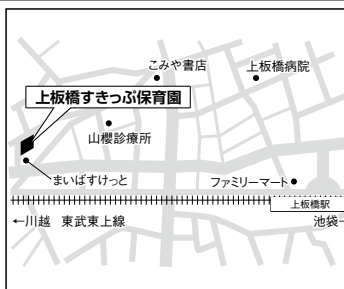 こみや書店
上板橋病院
上板橋すきっぷ保育園
山櫻診療所
まいばすけっと
ファミリーマート
上板橋駅
←川越 東武東上線
池袋→